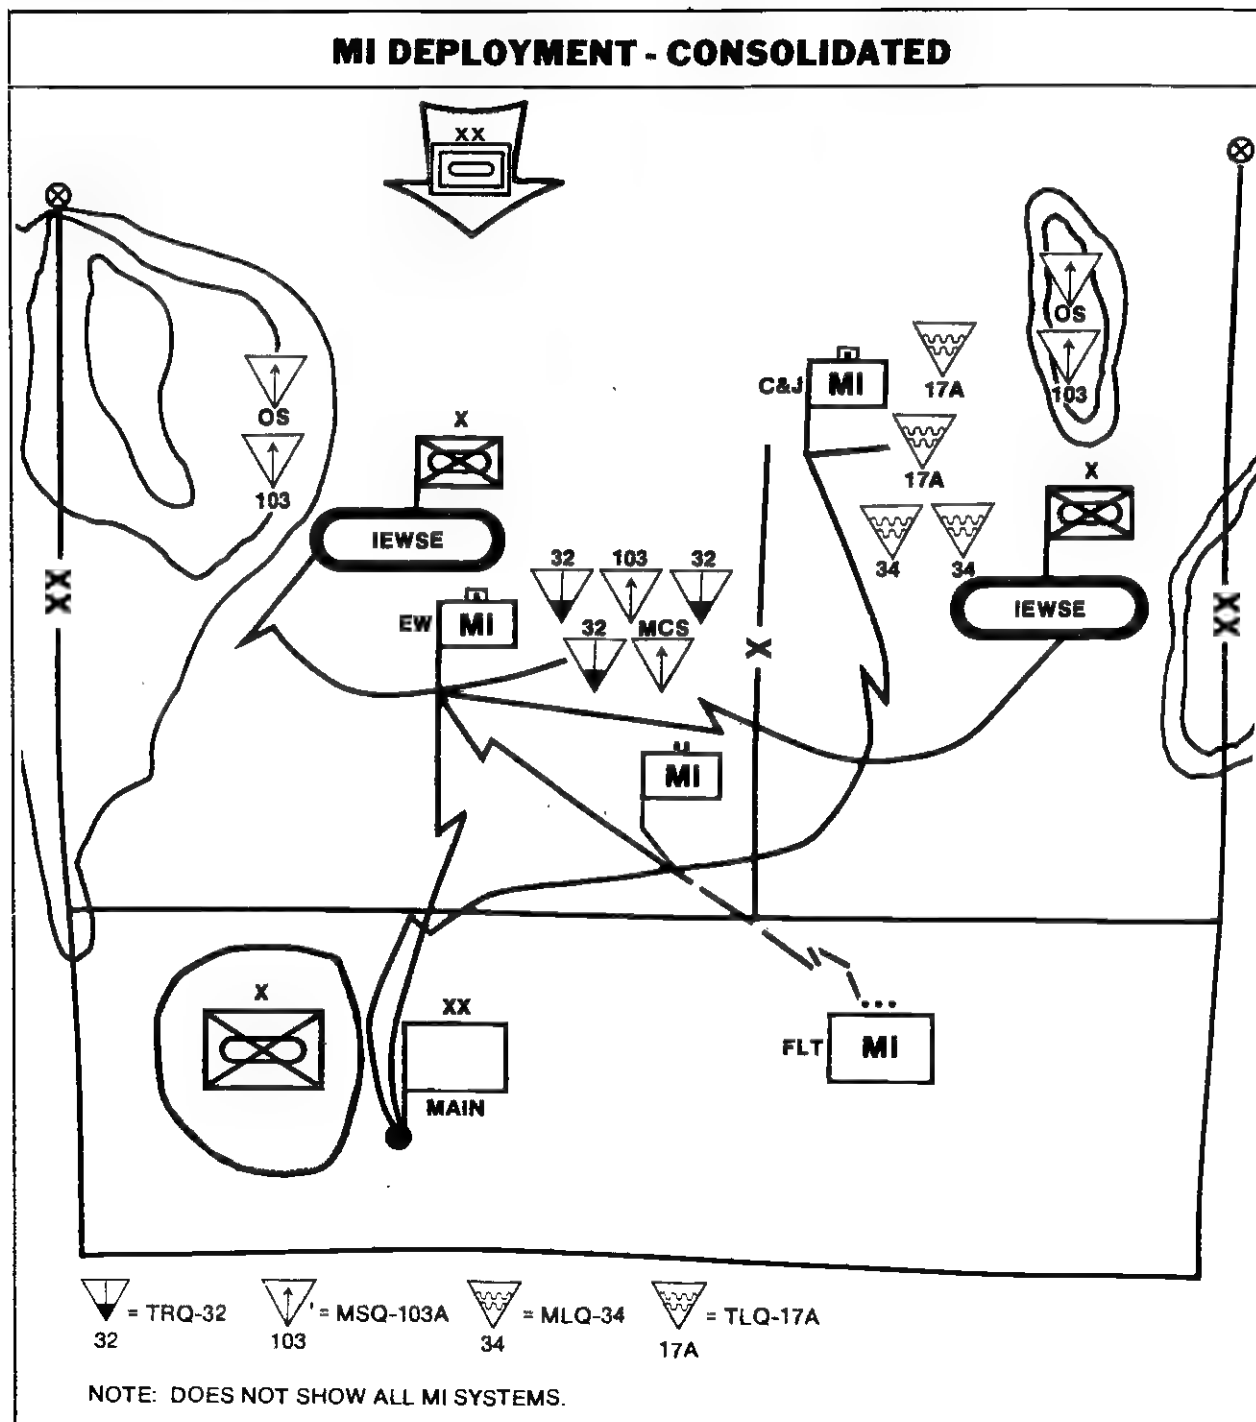 MI DEPLOYMENT - CONSOLIDATED
XX
OS
17A
C&J MI
103
OS
17A
X
X
103
34 34
IEWSE
32 103 32
IEWSE
XX
XX
EW MI
32 MCS
X
MI
X
XX
FLT MI
MAIN
= TRQ-32 = MSQ-103A = MLQ-34 = TLQ-17A
32 103 34 17A
NOTE: DOES NOT SHOW ALL MI SYSTEMS.